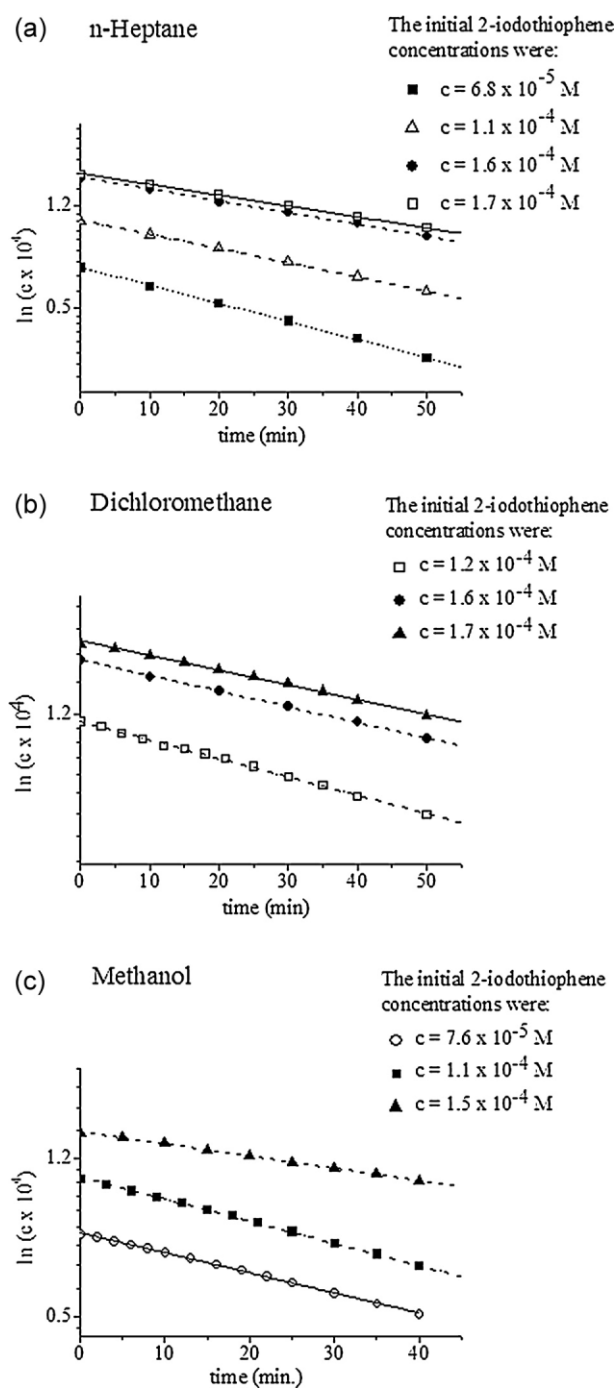 (a) n-Heptane
The initial 2-iodothiophene
concentrations were:
c = 6.8 x 10⁻⁵ M
c = 1.1 x 10⁻⁴ M
c = 1.6 x 10⁻⁴ M
c = 1.7 x 10⁻⁴ M
ln (c x 10⁴)
1.2
0.5
0 10 20 30 40 50
time (min)
(b) Dichloromethane
The initial 2-iodothiophene
concentrations were:
c = 1.2 x 10⁻⁴ M
c = 1.6 x 10⁻⁴ M
c = 1.7 x 10⁻⁴ M
ln (c x 10⁴)
1.2
0 10 20 30 40 50
time (min)
(c) Methanol
The initial 2-iodothiophene
concentrations were:
c = 7.6 x 10⁻⁵ M
c = 1.1 x 10⁻⁴ M
c = 1.5 x 10⁻⁴ M
ln (c x 10⁴)
1.2
0.5
0 10 20 30 40
time (min.)